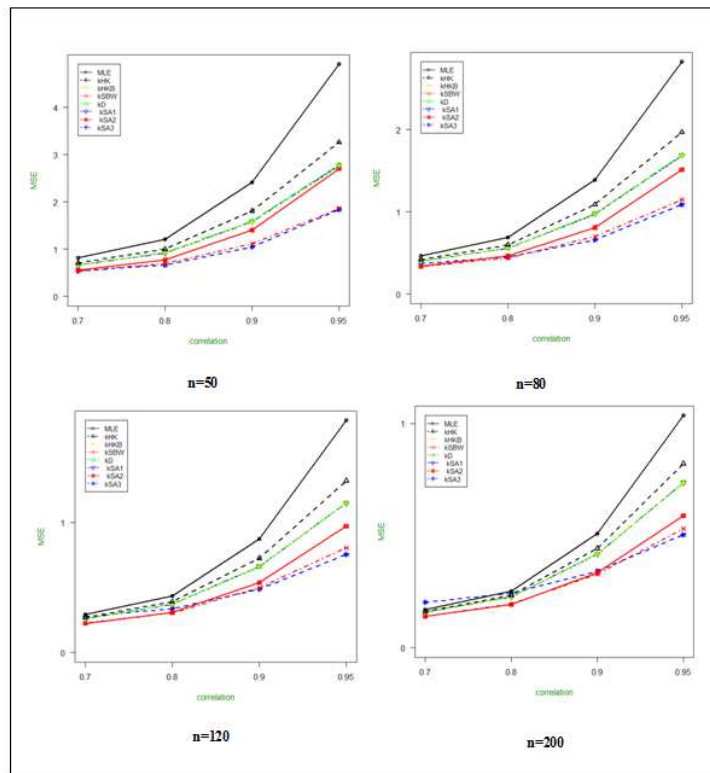 MLE
kHK
kHKB
kSBW
kD
kSA1
kSA2
kSA3
MSE
4
3
2
1
0
0.7 0.8 0.9 0.95
correlation
n=50
MLE
kHK
kHKB
kSBW
kD
kSA1
kSA2
kSA3
MSE
2
1
0
0.7 0.8 0.9 0.95
correlation
n=80
MLE
kHK
kHKB
kSBW
kD
kSA1
kSA2
kSA3
MSE
1
0
0.7 0.8 0.9 0.95
correlation
n=120
MLE
kHK
kHKB
kSBW
kD
kSA1
kSA2
kSA3
MSE
1
0
0.7 0.8 0.9 0.95
correlation
n=200